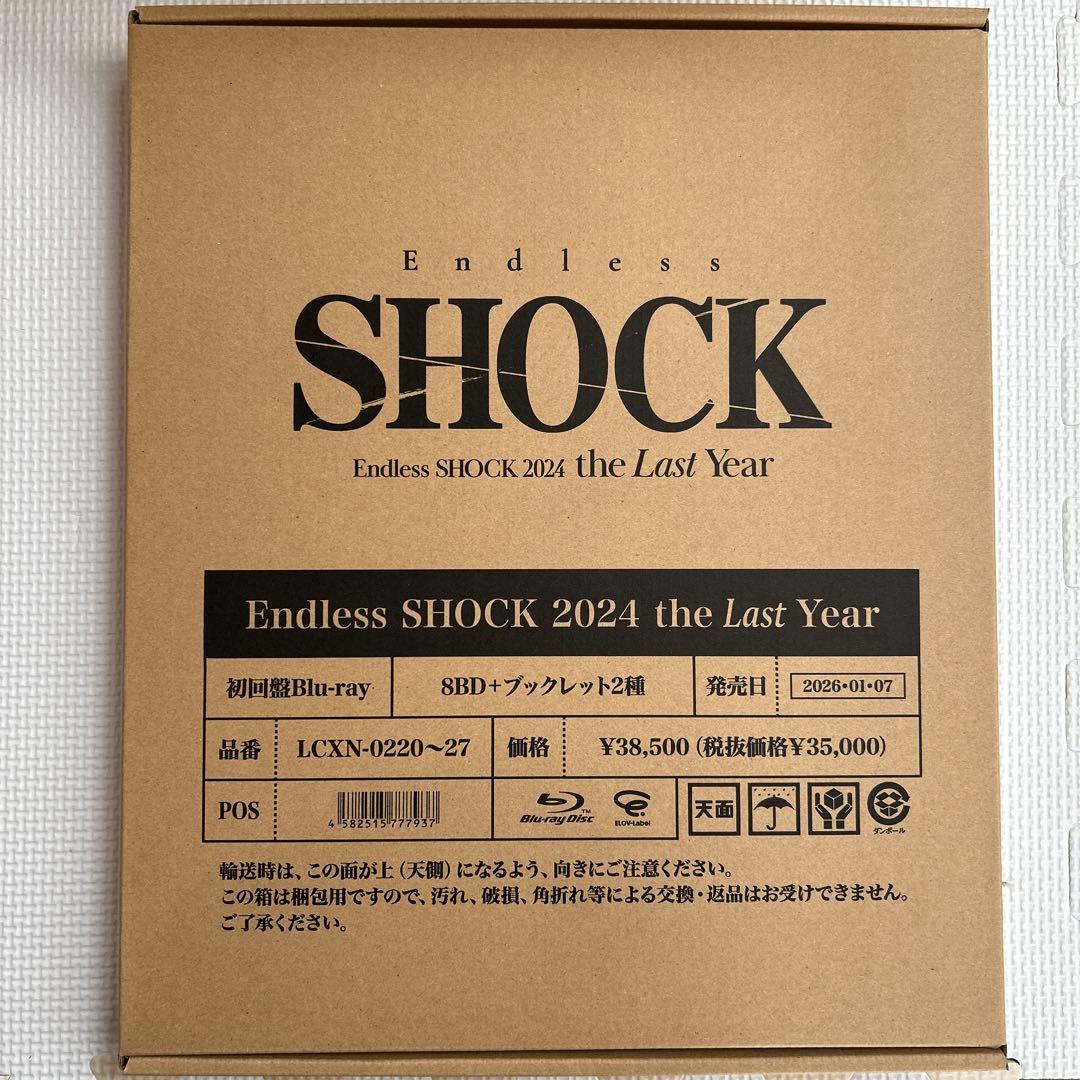 Endless
SHOCK
Endless SHOCK 2024 the Last Year
Endless SHOCK 2024 the Last Year
初回盤Blu-ray 8BD+ブックレット2種 発売日 2026・01・07
品番 LCXN-0220〜27 価格 ¥38,500(税抜価格¥35,000)
POS 4 582515 777937 Blu-ray Disc™ ELOV-Label 天面 ダンボール
輸送時は、この面が上(天側)になるよう、向きにご注意ください。
この箱は梱包用ですので、汚れ、破損、角折れ等による交換・返品はお受けできません。
ご了承ください。